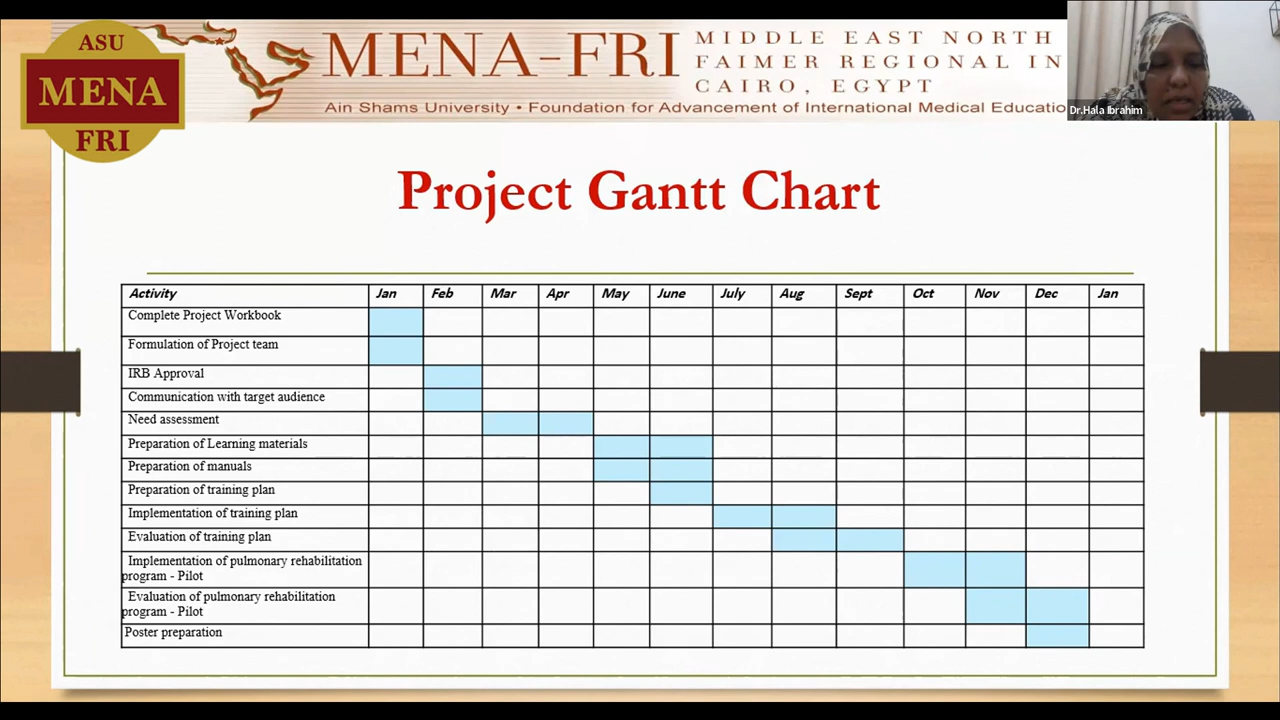 ASU
MENA
FRI
MENA-FRI
MIDDLE EAST NORTH
FAIMER REGIONAL IN
CAIRO, EGYPT
Ain Shams University • Foundation for Advancement of International Medical Educatio
Dr.Hala Ibrahim
Project Gantt Chart
Activity Jan Feb Mar Apr May June July Aug Sept Oct Nov Dec Jan
Complete Project Workbook
Formulation of Project team
IRB Approval
Communication with target audience
Need assessment
Preparation of Learning materials
Preparation of manuals
Preparation of training plan
Implementation of training plan
Evaluation of training plan
Implementation of pulmonary rehabilitation
program - Pilot
Evaluation of pulmonary rehabilitation
program - Pilot
Poster preparation